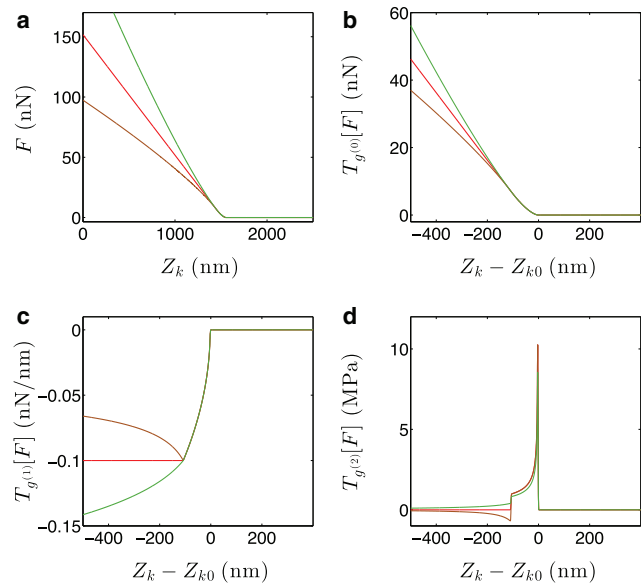 a
150
100
50
0
F (nN)
0 1000 2000
Z_k (nm)
b
60
40
20
0
T_{g^{(0)}}[F] (nN)
−400 −200 0 200
Z_k − Z_{k0} (nm)
c
0
−0.05
−0.1
−0.15
T_{g^{(1)}}[F] (nN/nm)
−400 −200 0 200
Z_k − Z_{k0} (nm)
d
10
5
0
T_{g^{(2)}}[F] (MPa)
−400 −200 0 200
Z_k − Z_{k0} (nm)